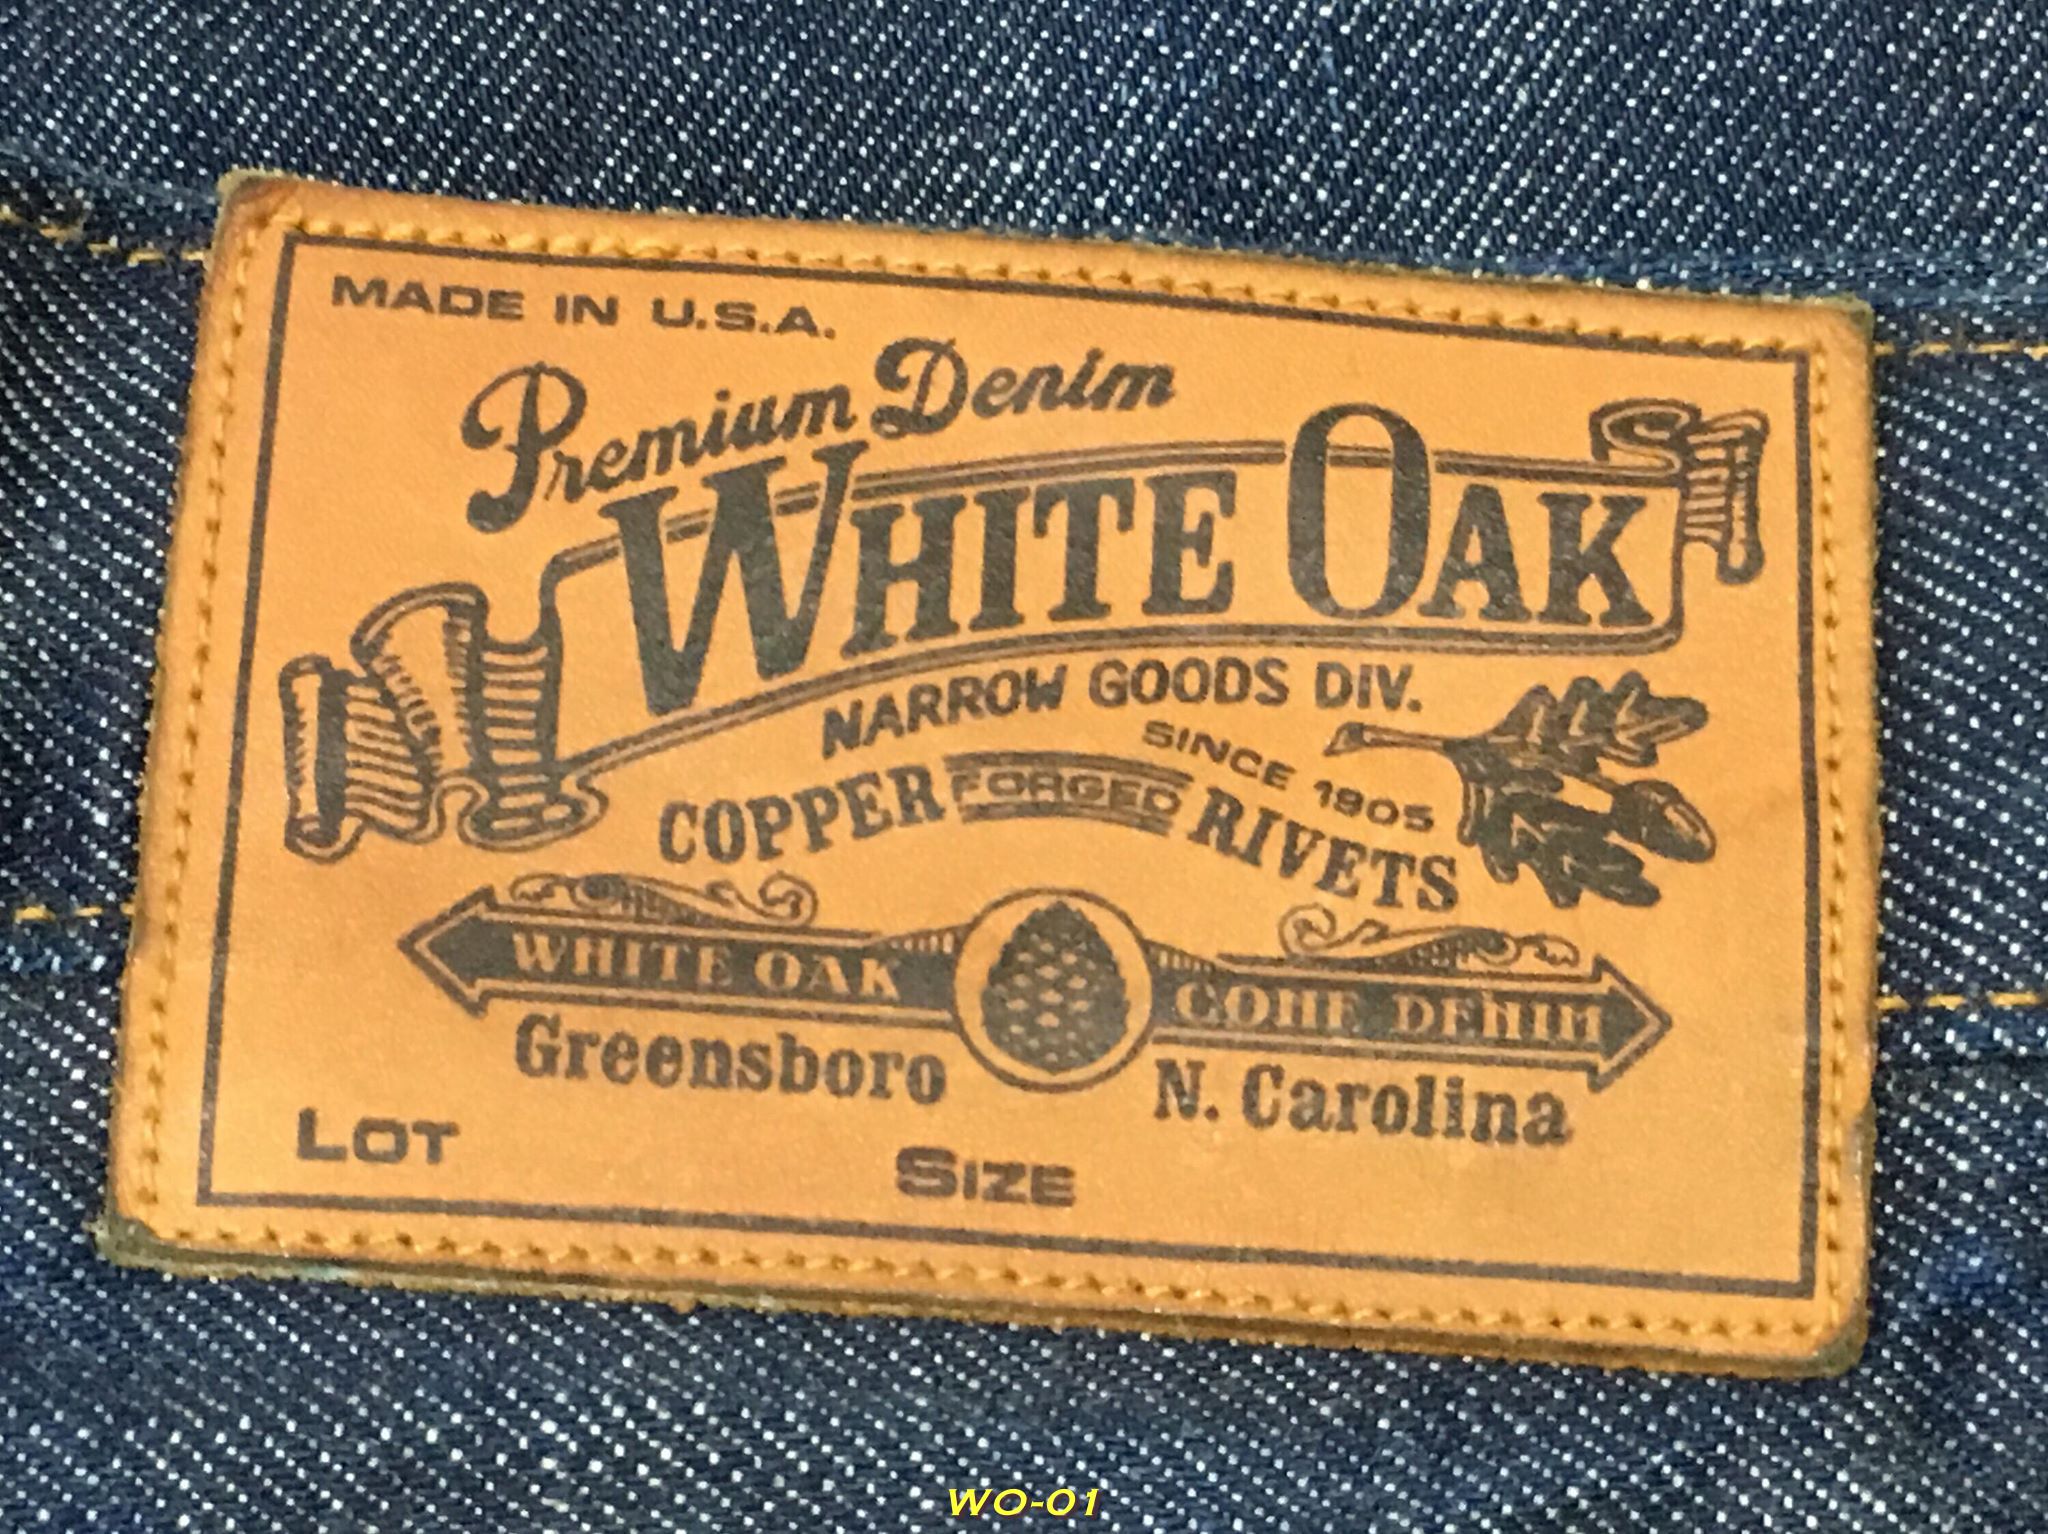 MADE IN U.S.A.
Premium Denim
WHITE OAK
NARROW GOODS DIV.
SINCE 1905
COPPER FORGED RIVETS
WHITE OAK CONE DENIM
Greensboro N. Carolina
LOT SIZE
WO-01